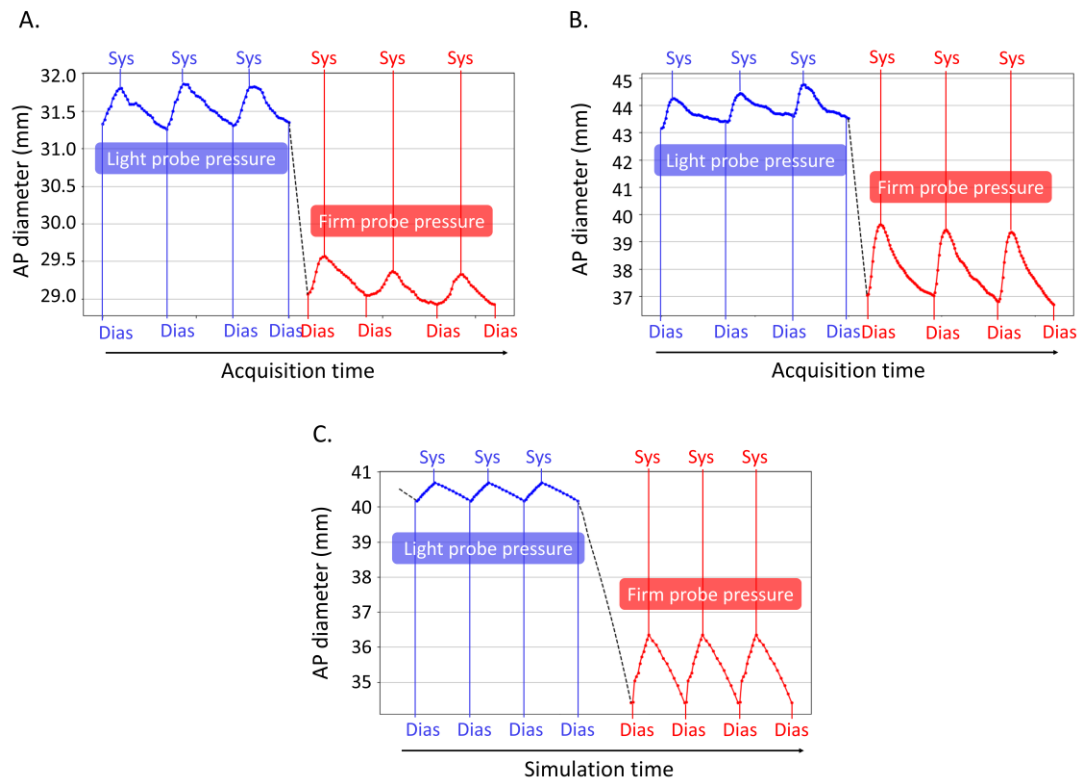 A.
Sys Sys Sys Sys Sys Sys
32.0
31.5
31.0
30.5
30.0
29.5
29.0
AP diameter (mm)
Light probe pressure
Firm probe pressure
Dias Dias Dias Dias Dias Dias Dias Dias
Acquisition time
B.
Sys Sys Sys Sys Sys Sys
45
44
43
42
41
40
39
38
37
AP diameter (mm)
Light probe pressure
Firm probe pressure
Dias Dias Dias Dias Dias Dias Dias Dias
Acquisition time
C.
Sys Sys Sys Sys Sys Sys
41
40
39
38
37
36
35
AP diameter (mm)
Light probe pressure
Firm probe pressure
Dias Dias Dias Dias Dias Dias Dias Dias
Simulation time